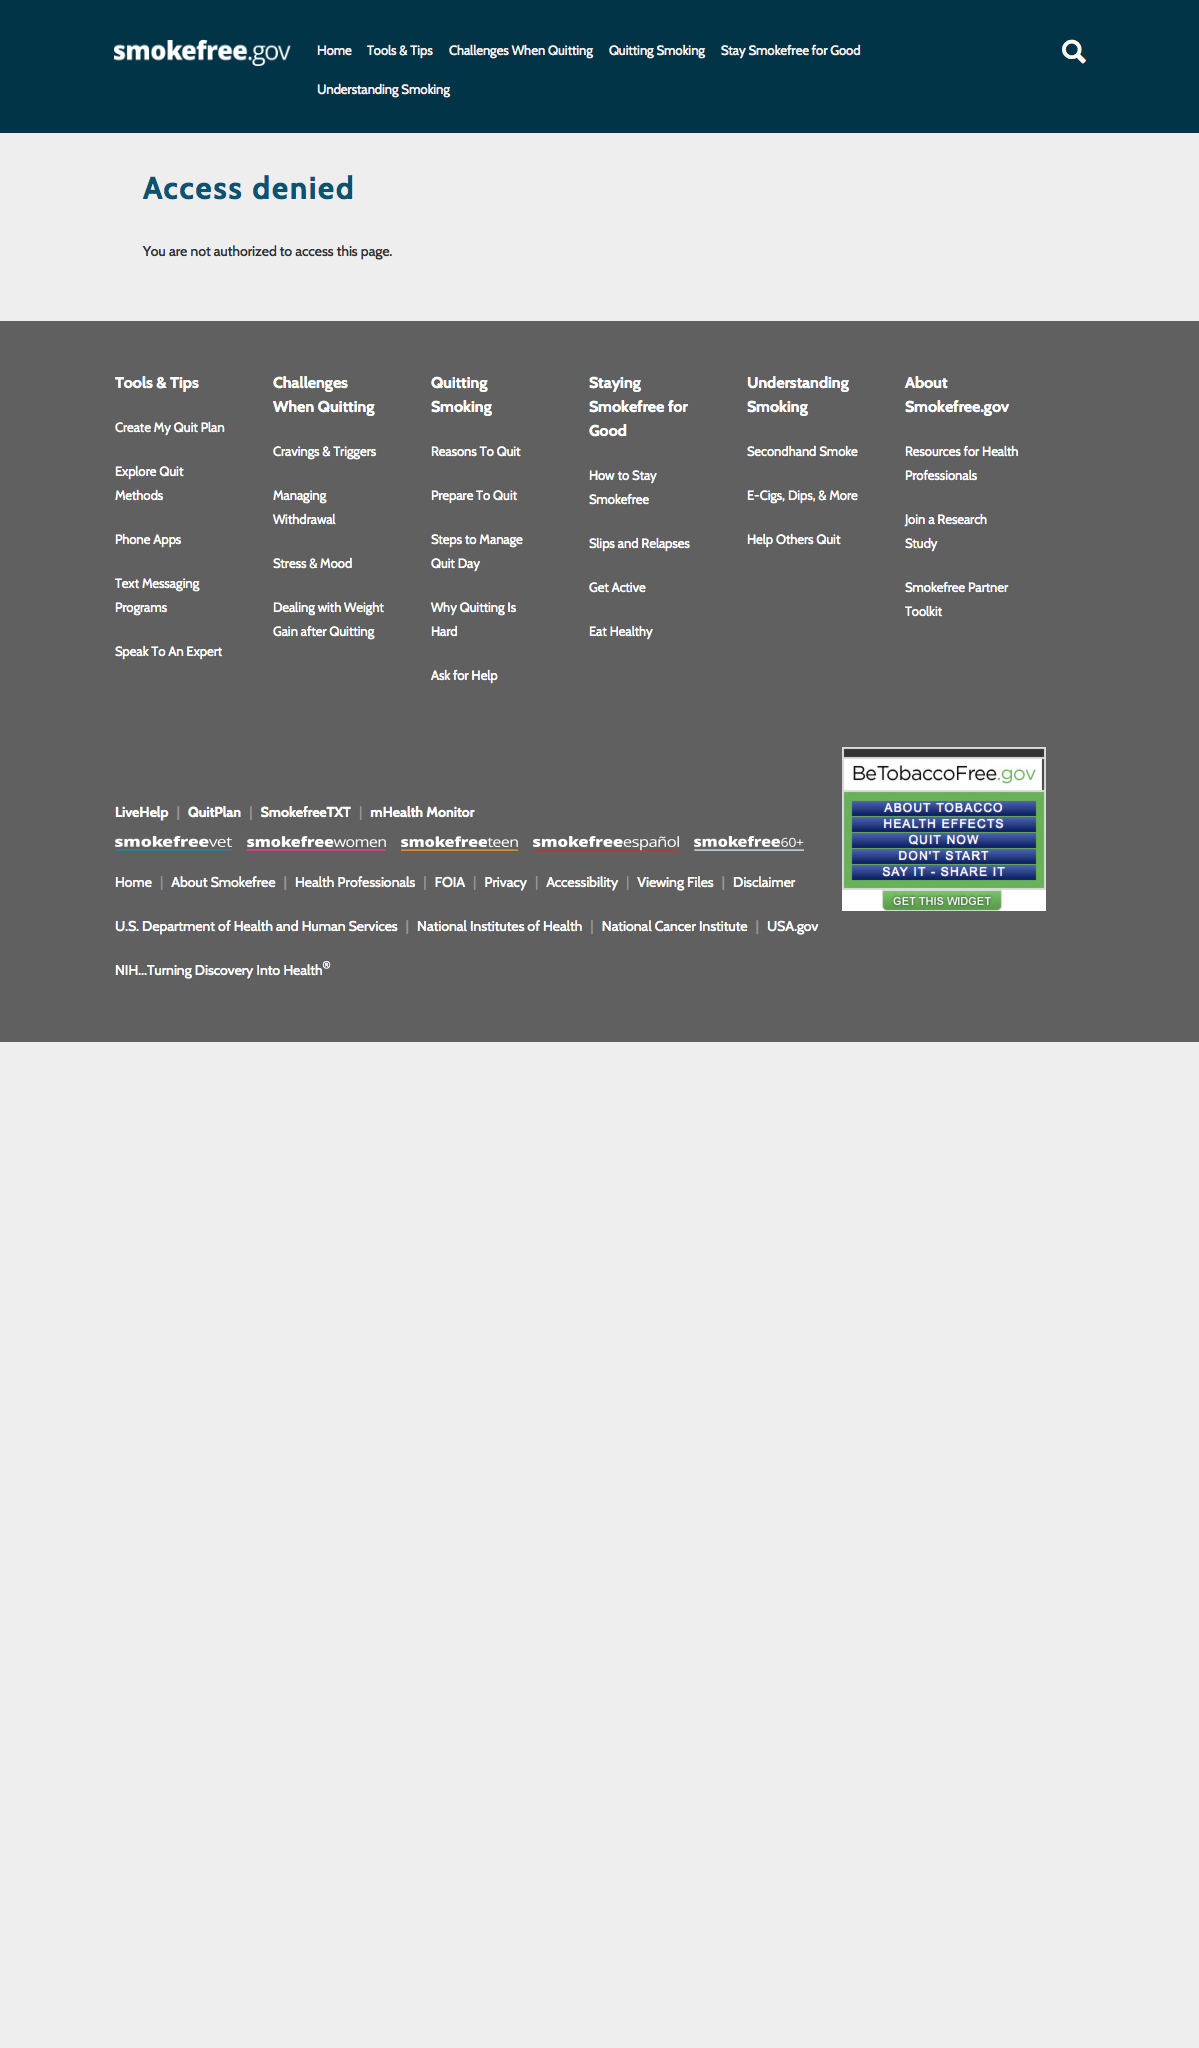 smokefree.gov
Home Tools & Tips Challenges When Quitting Quitting Smoking Stay Smokefree for Good
Understanding Smoking
Access denied
You are not authorized to access this page.
Tools & Tips
Create My Quit Plan
Explore Quit
Methods
Phone Apps
Text Messaging
Programs
Speak To An Expert
Challenges
When Quitting
Cravings & Triggers
Managing
Withdrawal
Stress & Mood
Dealing with Weight
Gain after Quitting
Quitting
Smoking
Reasons To Quit
Prepare To Quit
Steps to Manage
Quit Day
Why Quitting Is
Hard
Ask for Help
Staying
Smokefree for
Good
How to Stay
Smokefree
Slips and Relapses
Get Active
Eat Healthy
Understanding
Smoking
Secondhand Smoke
E-Cigs, Dips, & More
Help Others Quit
About
Smokefree.gov
Resources for Health
Professionals
Join a Research
Study
Smokefree Partner
Toolkit
LiveHelp | QuitPlan | SmokefreeTXT | mHealth Monitor
smokefreevet smokefreewomen smokefreeteen smokefreeespañol smokefree60+
Home | About Smokefree | Health Professionals | FOIA | Privacy | Accessibility | Viewing Files | Disclaimer
U.S. Department of Health and Human Services | National Institutes of Health | National Cancer Institute | USA.gov
NIH...Turning Discovery Into Health®
BeTobaccoFree.gov
ABOUT TOBACCO
HEALTH EFFECTS
QUIT NOW
DON'T START
SAY IT - SHARE IT
GET THIS WIDGET